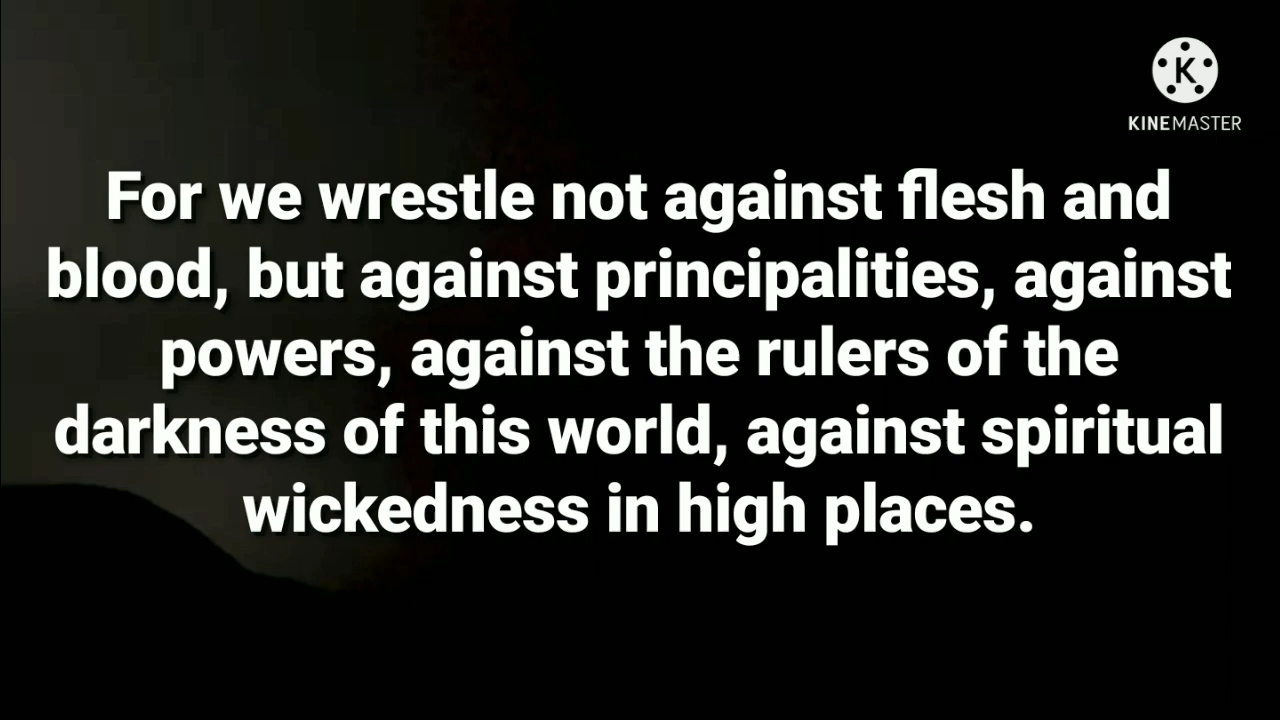 K
KINEMASTER
For we wrestle not against flesh and
blood, but against principalities, against
powers, against the rulers of the
darkness of this world, against spiritual
wickedness in high places.